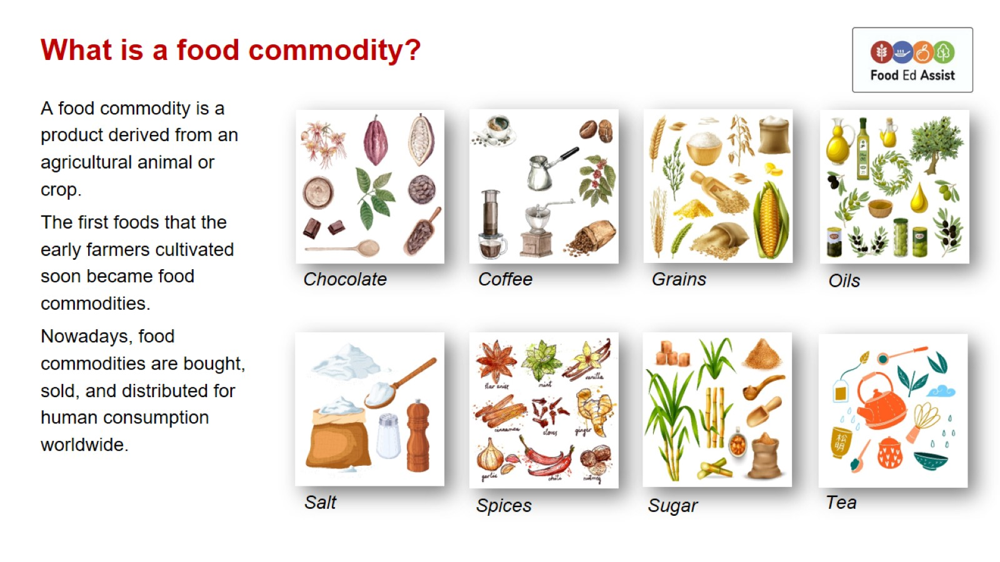 What is a food commodity?
Food Ed Assist
A food commodity is a
product derived from an
agricultural animal or
crop.
The first foods that the
early farmers cultivated
soon became food
commodities.
Nowadays, food
commodities are bought,
sold, and distributed for
human consumption
worldwide.
Chocolate
Coffee
Grains
Oils
star anise
mint
vanilla
cinnamon
cloves
ginger
garlic
chili
nutmeg
松
明
Salt
Spices
Sugar
Tea